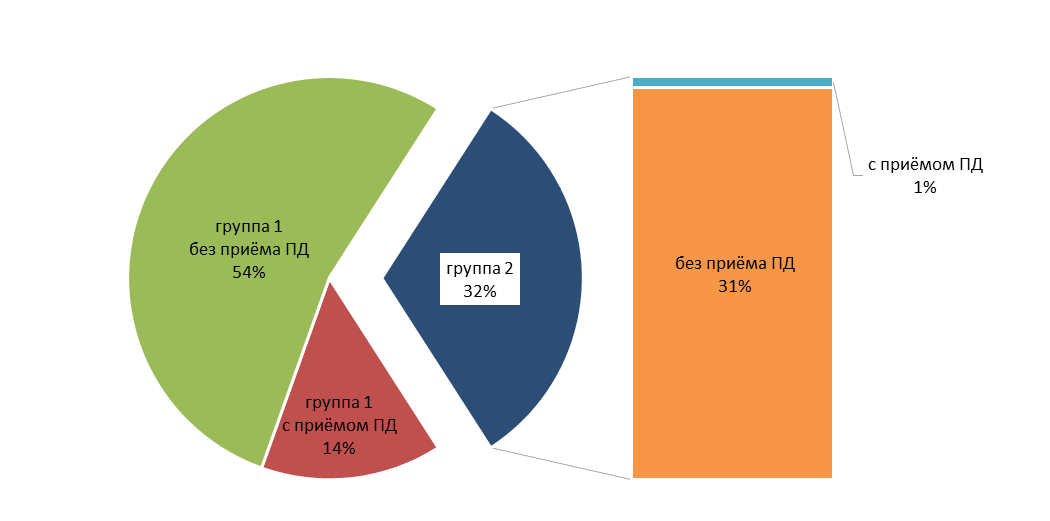 группа 1
без приёма ПД
54%
группа 1
с приёмом ПД
14%
группа 2
32%
без приёма ПД
31%
с приёмом ПД
1%